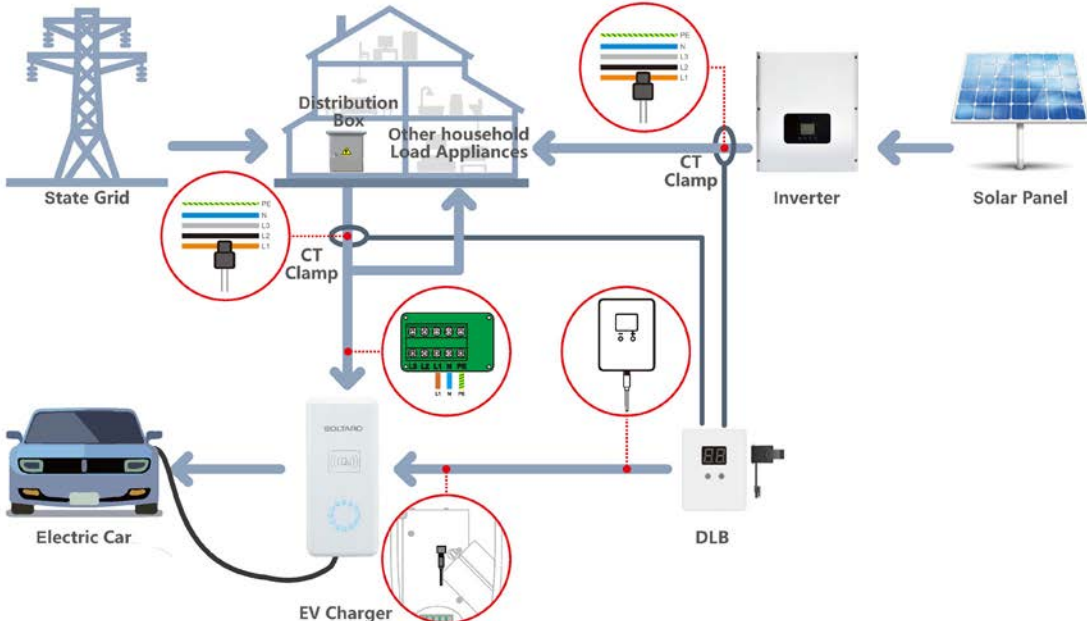 PE
N
L3
L2
L1
Distribution
Box
Other household
Load Appliances
CT
Clamp
State Grid
Inverter
Solar Panel
PE
N
L3
L2
L1
CT
Clamp
L3 L2 L1 N PE
L1 N PE
EV Charger
Electric Car
DLB